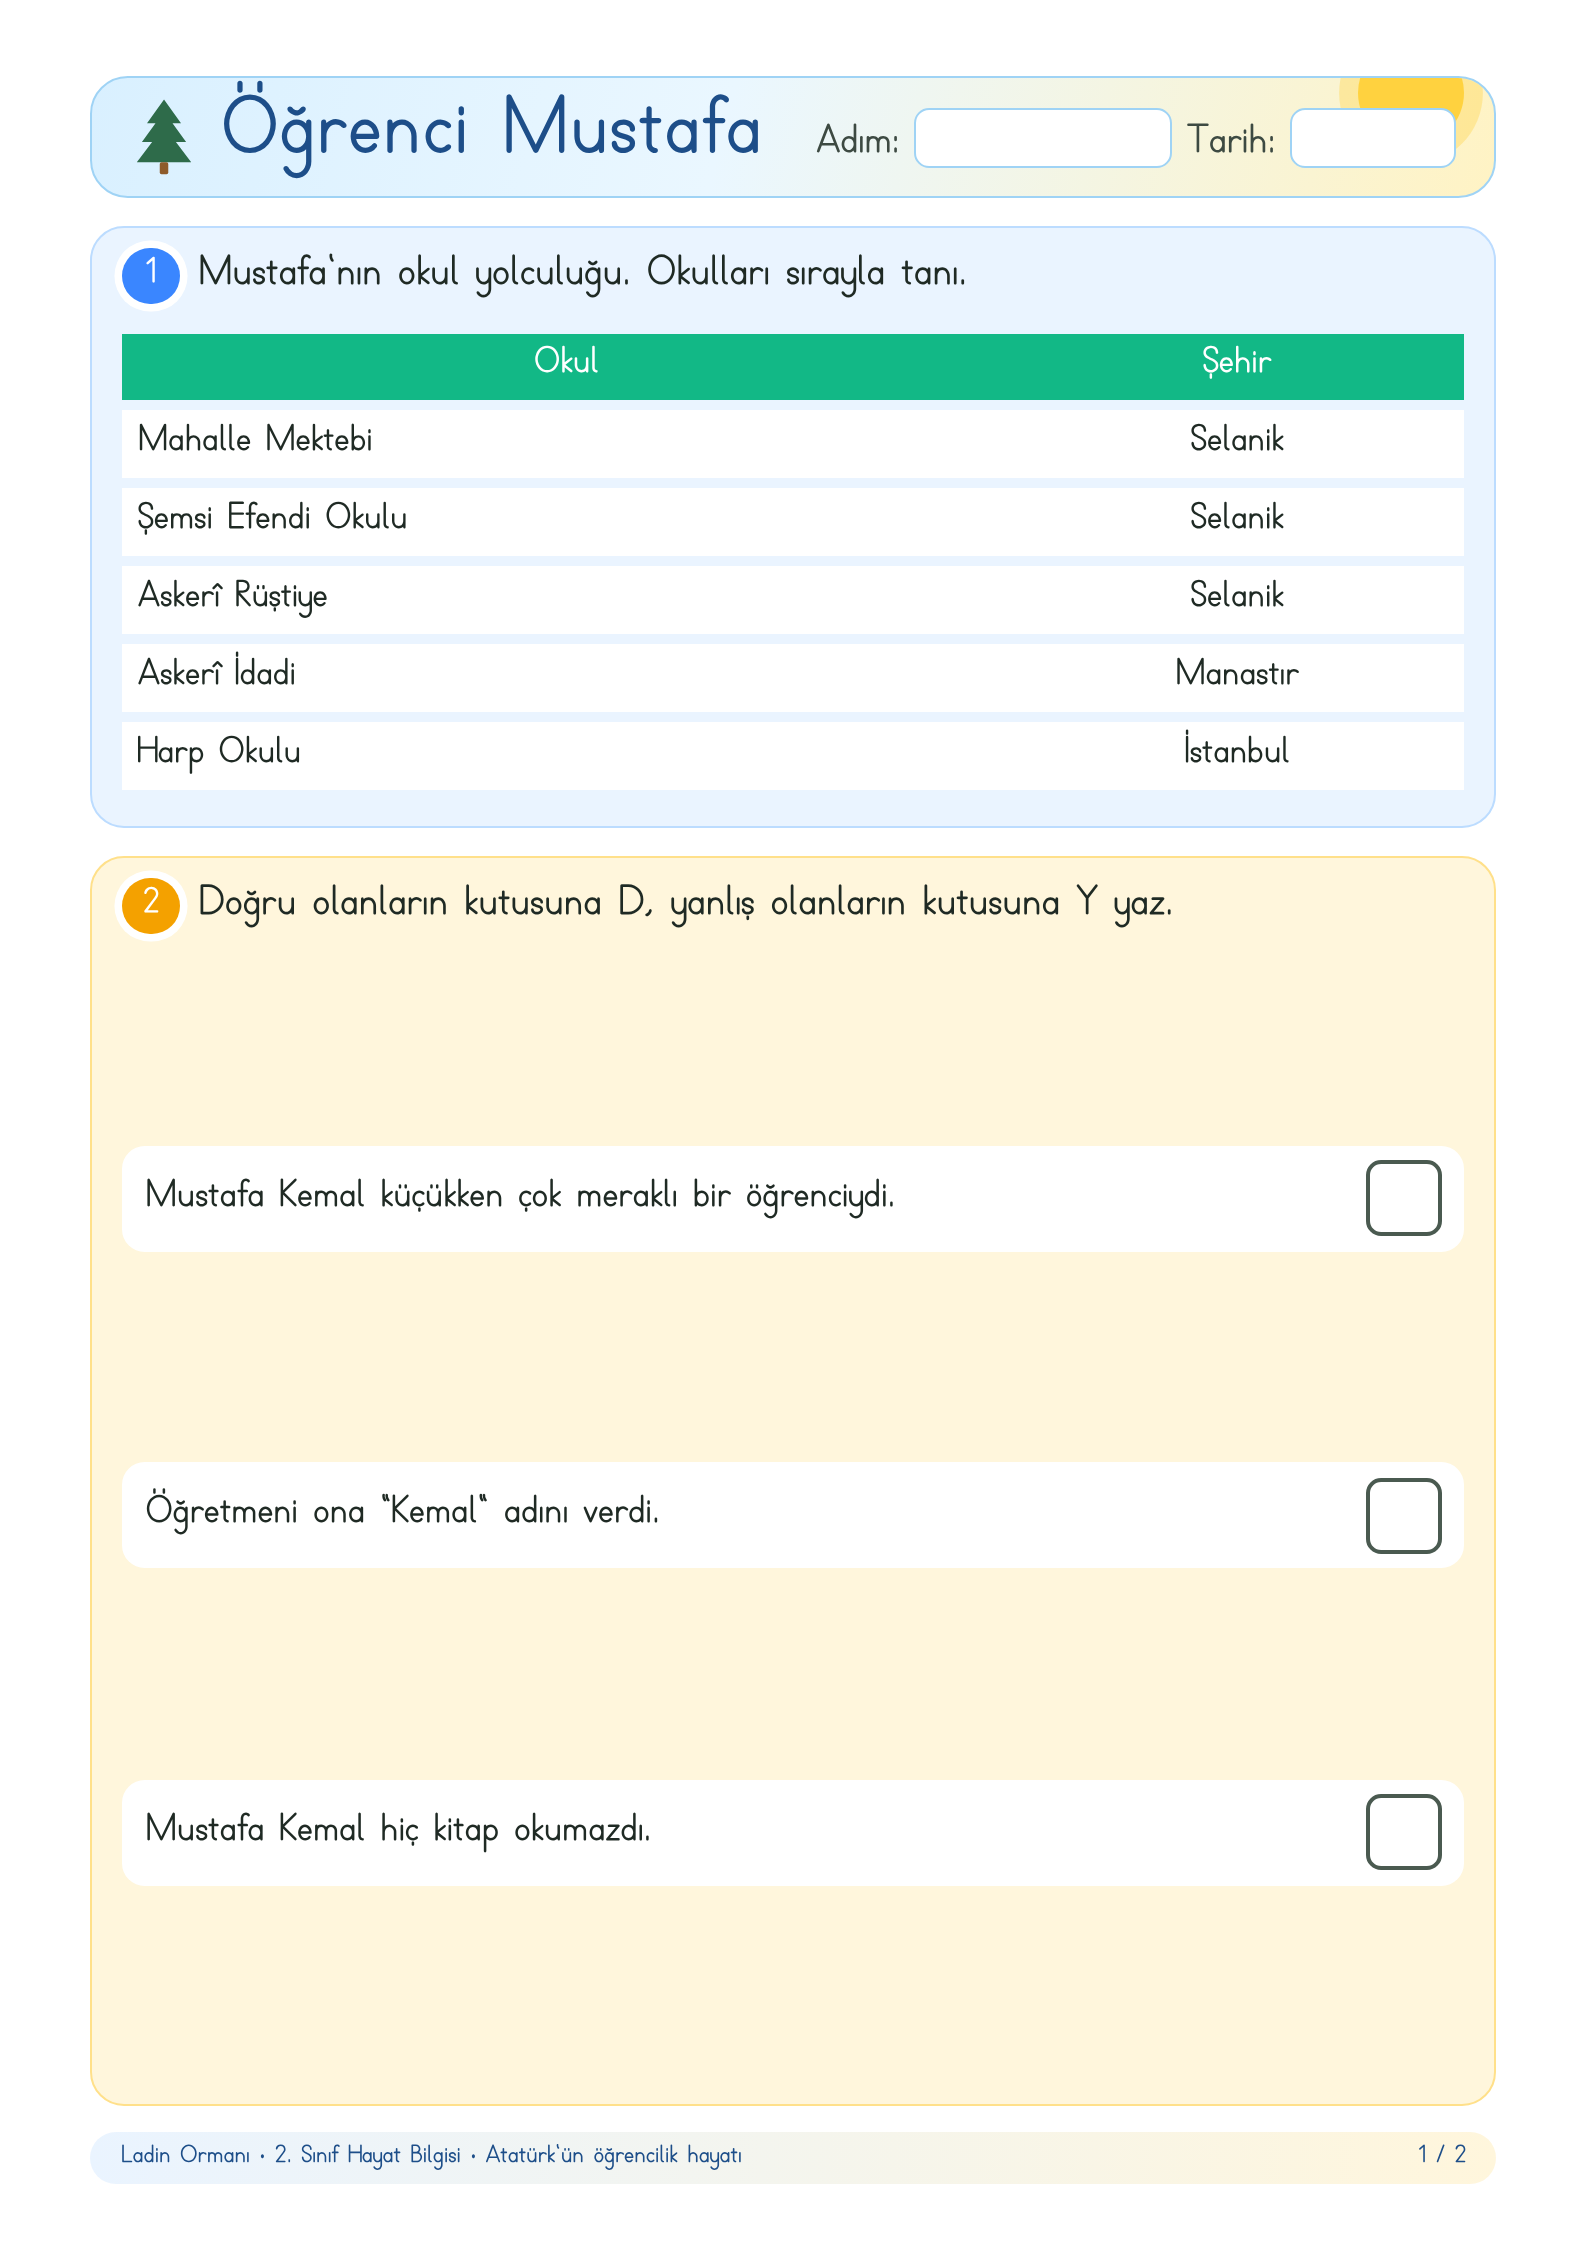 Öğrenci Mustafa Adım: Tarih:
1 Mustafa'nın okul yolculuğu. Okulları sırayla tanı.
Okul Şehir
Mahalle Mektebi Selanik
Şemsi Efendi Okulu Selanik
Askerî Rüştiye Selanik
Askerî İdadi Manastır
Harp Okulu İstanbul
2 Doğru olanların kutusuna D, yanlış olanların kutusuna Y yaz.
Mustafa Kemal küçükken çok meraklı bir öğrenciydi.
Öğretmeni ona "Kemal" adını verdi.
Mustafa Kemal hiç kitap okumazdı.
Ladin Ormanı • 2. Sınıf Hayat Bilgisi • Atatürk'ün öğrencilik hayatı 1 / 2